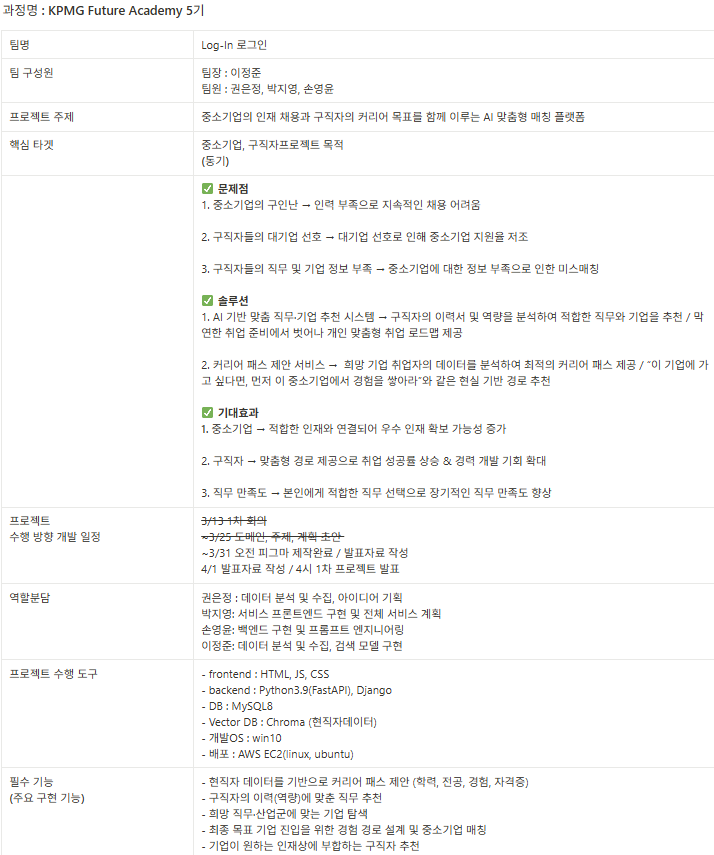 과정명 : KPMG Future Academy 5기
팀명
Log-In 로그인
팀 구성원
팀장 : 이정준
팀원 : 권은정, 박지영, 손영윤
프로젝트 주제
중소기업의 인재 채용과 구직자의 커리어 목표를 함께 이루는 AI 맞춤형 매칭 플랫폼
핵심 타겟
중소기업, 구직자프로젝트 목적
(동기)
✅ 문제점
1. 중소기업의 구인난 → 인력 부족으로 지속적인 채용 어려움
2. 구직자들의 대기업 선호 → 대기업 선호로 인해 중소기업 지원율 저조
3. 구직자들의 직무 및 기업 정보 부족 → 중소기업에 대한 정보 부족으로 인한 미스매칭
✅ 솔루션
1. AI 기반 맞춤 직무·기업 추천 시스템 → 구직자의 이력서 및 역량을 분석하여 적합한 직무와 기업을 추천 / 막
연한 취업 준비에서 벗어나 개인 맞춤형 취업 로드맵 제공
2. 커리어 패스 제안 서비스 → 희망 기업 취업자의 데이터를 분석하여 최적의 커리어 패스 제공 / "이 기업에 가
고 싶다면, 먼저 이 중소기업에서 경험을 쌓아라"와 같은 현실 기반 경로 추천
✅ 기대효과
1. 중소기업 → 적합한 인재와 연결되어 우수 인재 확보 가능성 증가
2. 구직자 → 맞춤형 경로 제공으로 취업 성공률 상승 & 경력 개발 기회 확대
3. 직무 만족도 → 본인에게 적합한 직무 선택으로 장기적인 직무 만족도 향상
프로젝트
수행 방향 개발 일정
3/13 1차 회의
~3/25 도메인, 주제, 계획 초안
~3/31 오전 피그마 제작완료 / 발표자료 작성
4/1 발표자료 작성 / 4시 1차 프로젝트 발표
역할분담
권은정 : 데이터 분석 및 수집, 아이디어 기획
박지영: 서비스 프론트엔드 구현 및 전체 서비스 계획
손영윤: 백엔드 구현 및 프롬프트 엔지니어링
이정준: 데이터 분석 및 수집, 검색 모델 구현
프로젝트 수행 도구
- frontend : HTML, JS, CSS
- backend : Python3.9(FastAPI), Django
- DB : MySQL8
- Vector DB : Chroma (현직자데이터)
- 개발OS : win10
- 배포 : AWS EC2(linux, ubuntu)
필수 기능
(주요 구현 기능)
- 현직자 데이터를 기반으로 커리어 패스 제안 (학력, 전공, 경험, 자격증)
- 구직자의 이력(역량)에 맞춘 직무 추천
- 희망 직무·산업군에 맞는 기업 탐색
- 최종 목표 기업 진입을 위한 경험 경로 설계 및 중소기업 매칭
- 기업이 원하는 인재상에 부합하는 구직자 추천